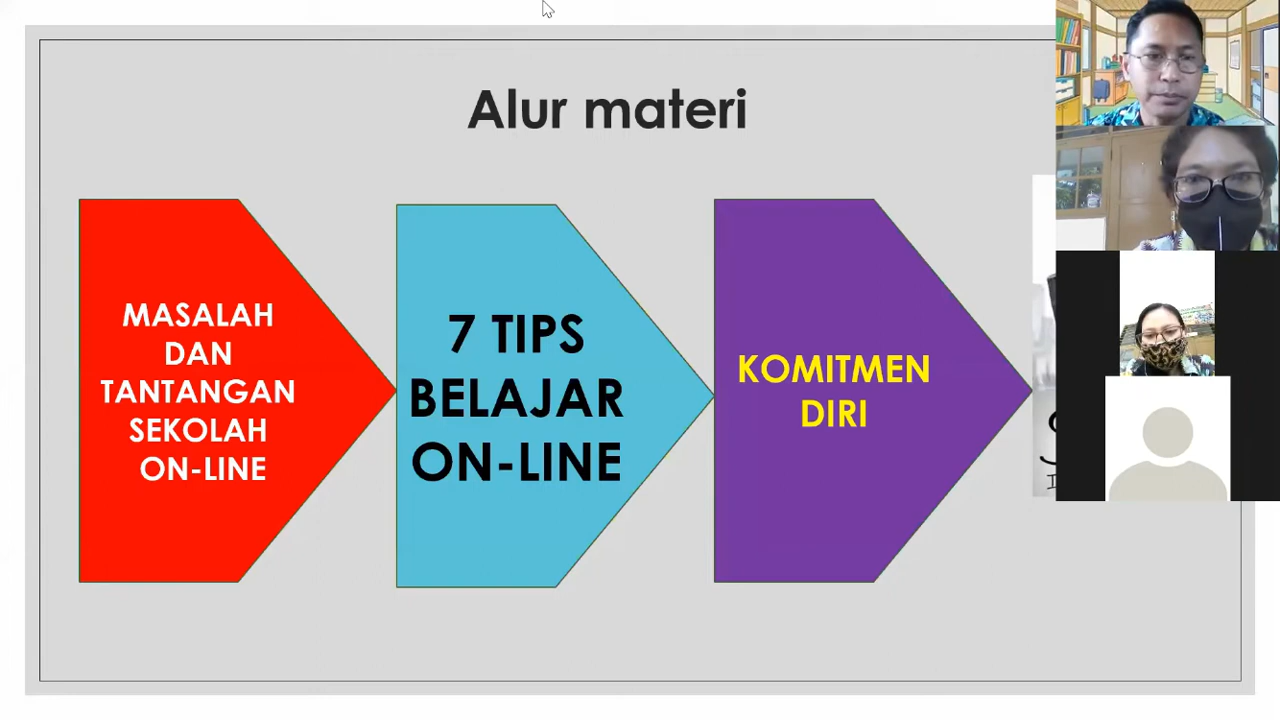 Alur materi
MASALAH
DAN
TANTANGAN
SEKOLAH
ON-LINE
7 TIPS
BELAJAR
ON-LINE
KOMITMEN
DIRI